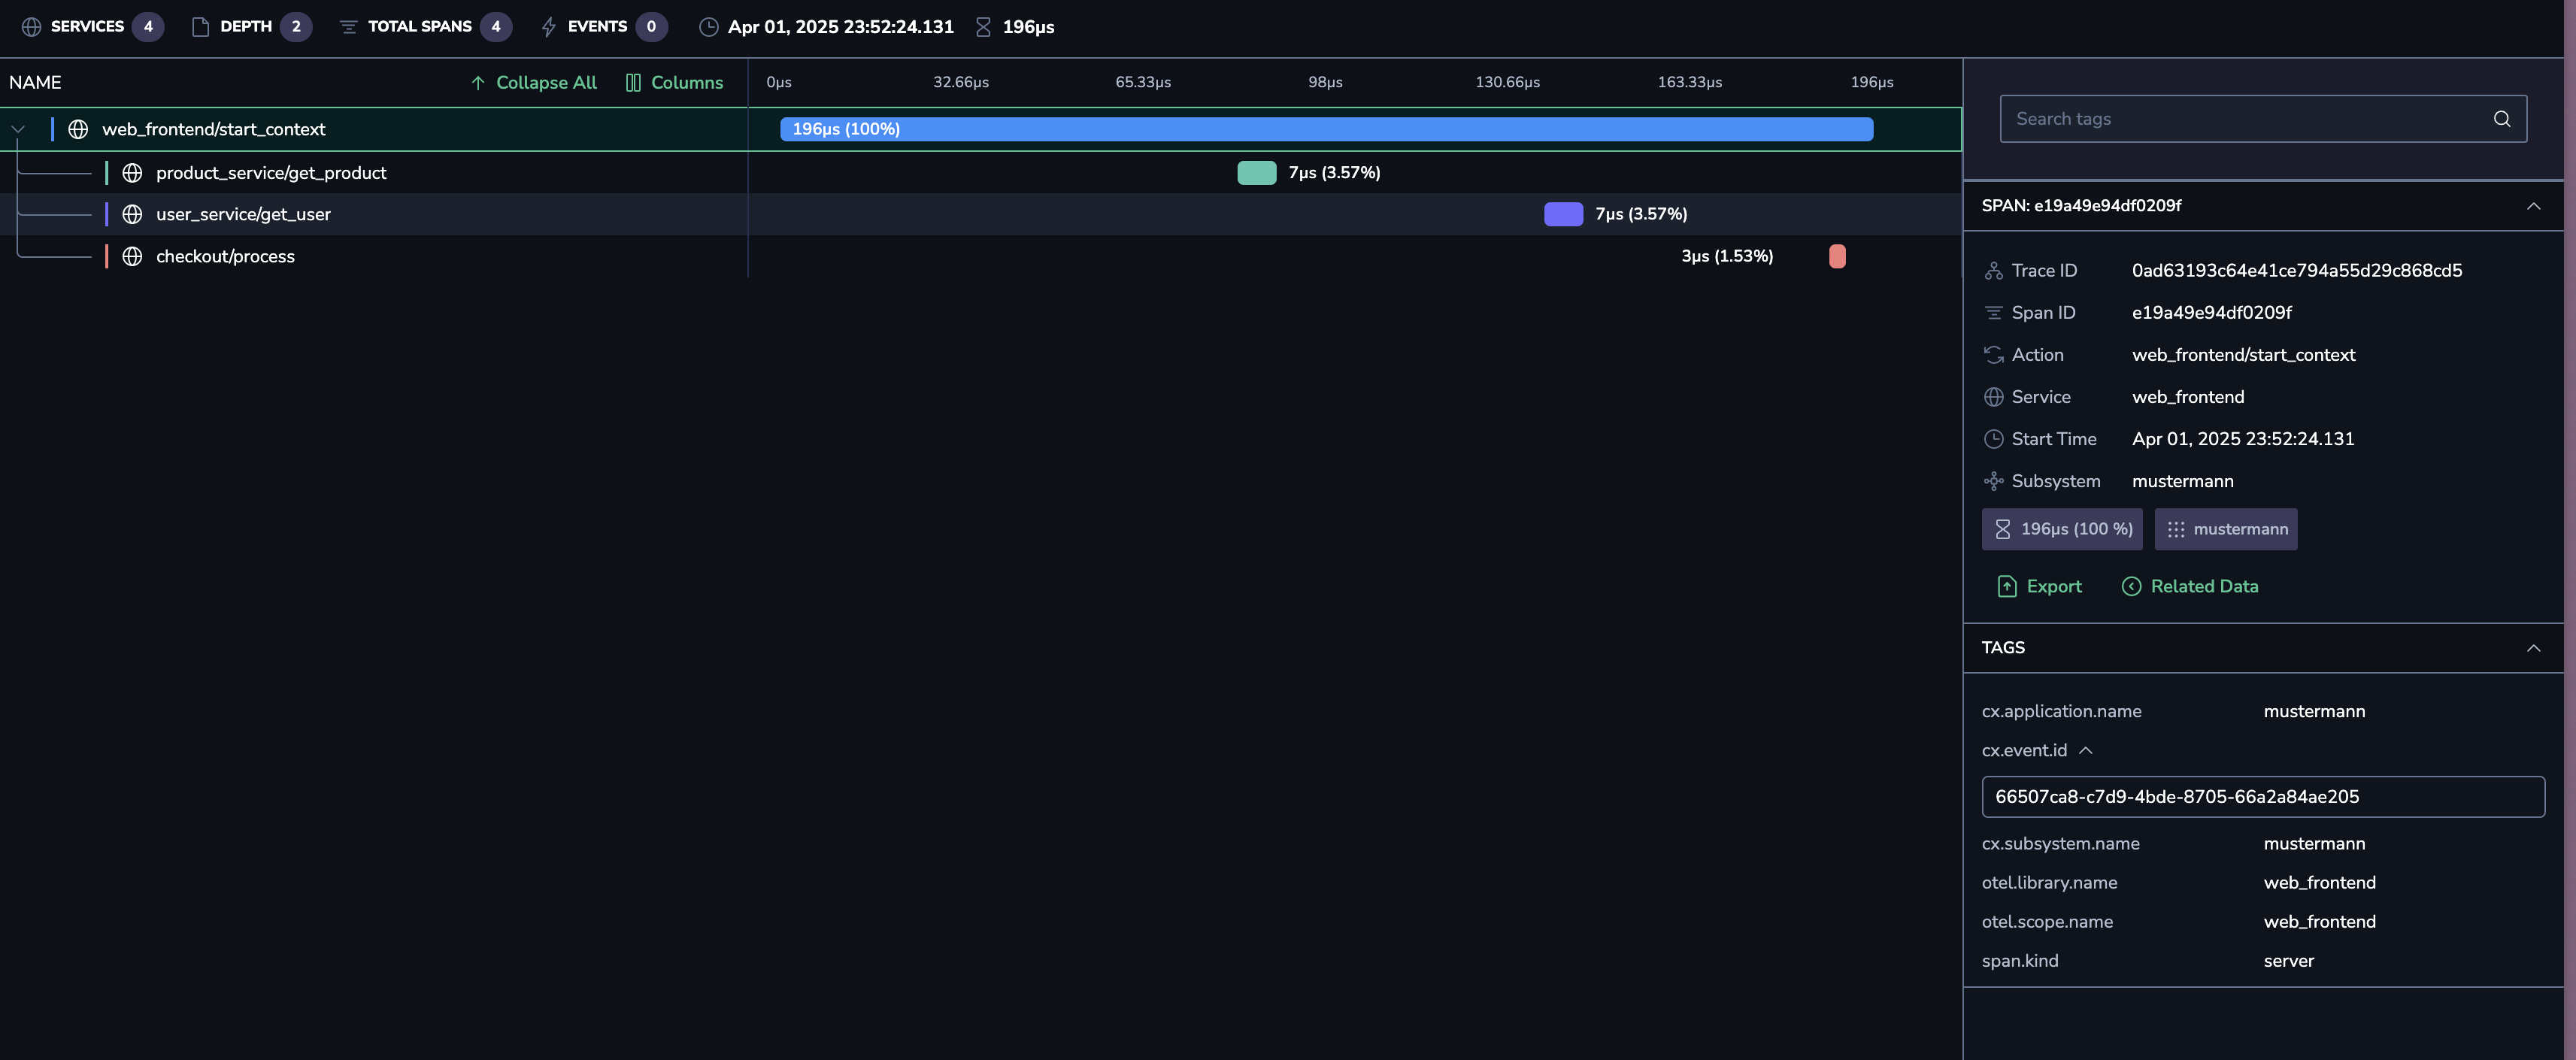 SERVICES 4 DEPTH 2 TOTAL SPANS 4 EVENTS 0 Apr 01, 2025 23:52:24.131 196µs
NAME Collapse All Columns 0µs 32.66µs 65.33µs 98µs 130.66µs 163.33µs 196µs
web_frontend/start_context 196µs (100%)
product_service/get_product 7µs (3.57%)
user_service/get_user 7µs (3.57%)
checkout/process 3µs (1.53%)
Search tags
SPAN: e19a49e94df0209f
Trace ID 0ad63193c64e41ce794a55d29c868cd5
Span ID e19a49e94df0209f
Action web_frontend/start_context
Service web_frontend
Start Time Apr 01, 2025 23:52:24.131
Subsystem mustermann
196µs (100 %) mustermann
Export Related Data
TAGS
cx.application.name mustermann
cx.event.id
66507ca8-c7d9-4bde-8705-66a2a84ae205
cx.subsystem.name mustermann
otel.library.name web_frontend
otel.scope.name web_frontend
span.kind server